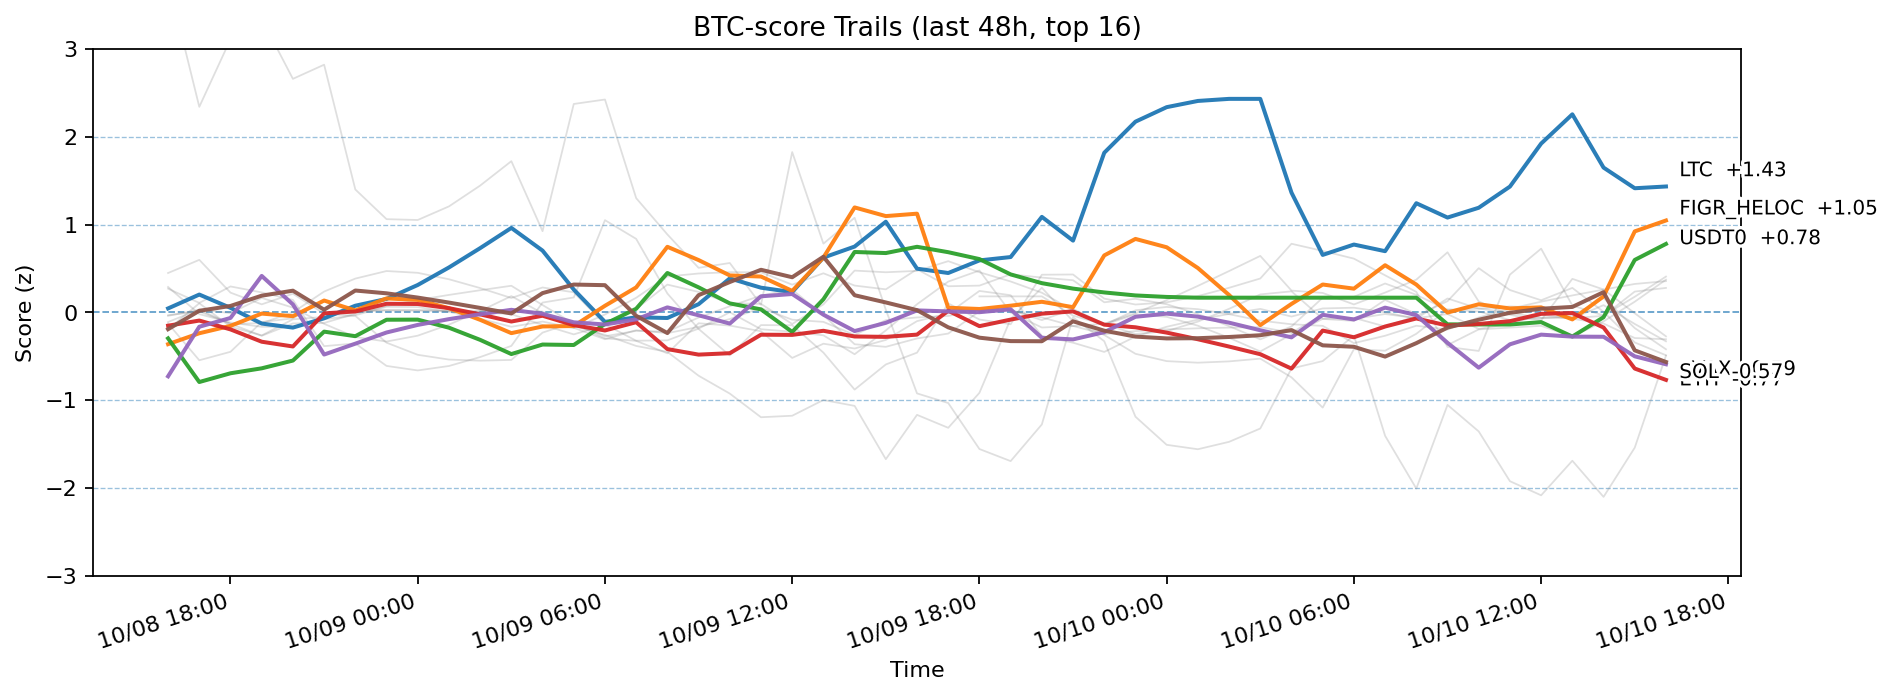 BTC-score Trails (last 48h, top 16)
Score (z)
3
2
1
0
−1
−2
−3
LTC +1.43
FIGR_HELOC +1.05
USDT0 +0.78
SOL
10/08 18:00
10/09 00:00
10/09 06:00
10/09 12:00
10/09 18:00
10/10 00:00
10/10 06:00
10/10 12:00
10/10 18:00
Time